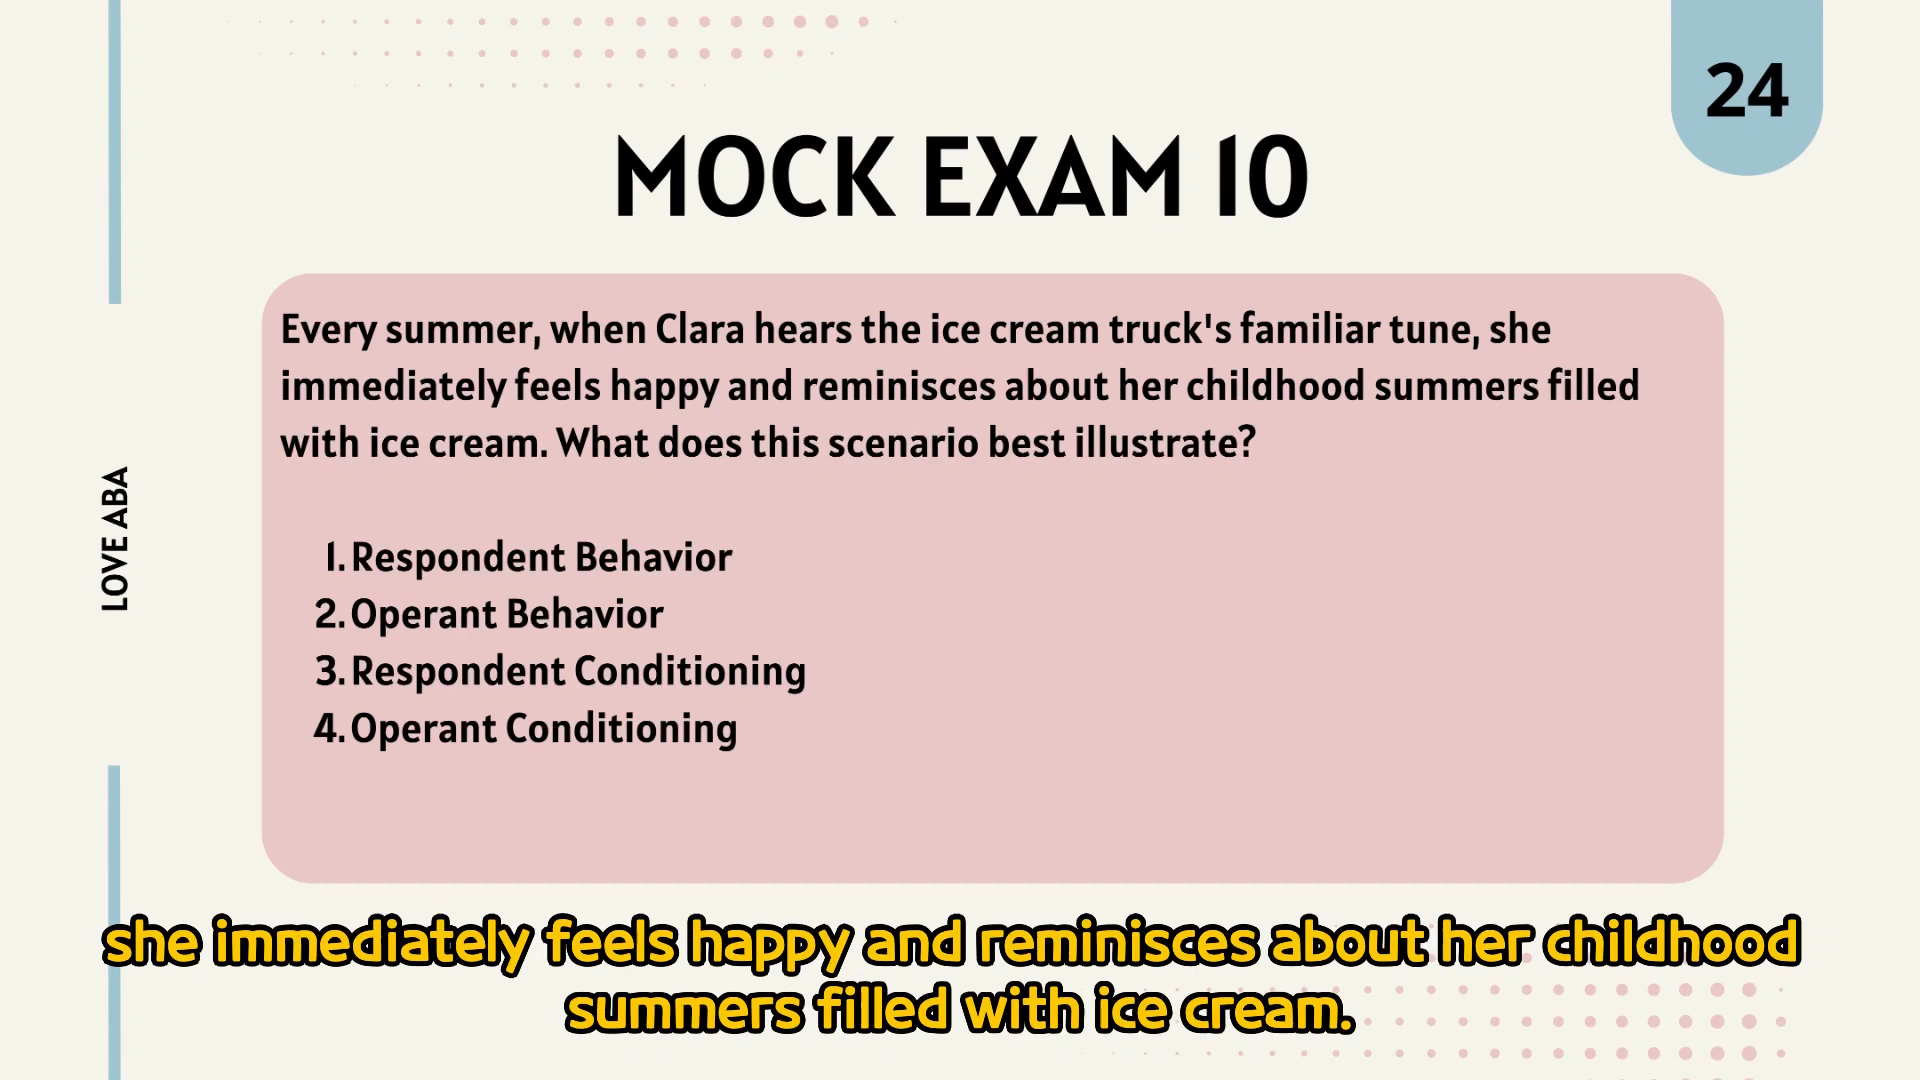 24
MOCK EXAM 10
Every summer, when Clara hears the ice cream truck's familiar tune, she
immediately feels happy and reminisces about her childhood summers filled
with ice cream. What does this scenario best illustrate?
1. Respondent Behavior
2. Operant Behavior
3. Respondent Conditioning
4. Operant Conditioning
LOVE ABA
she immediately feels happy and reminisces about her childhood
summers filled with ice cream.